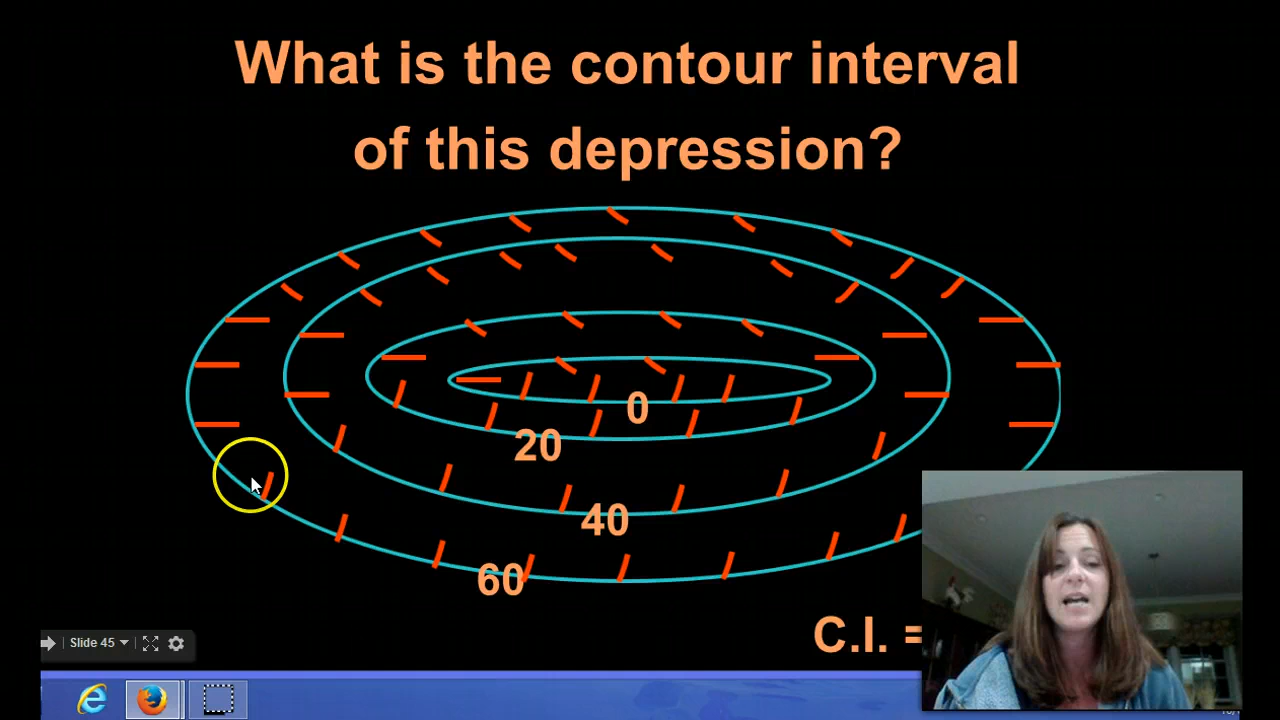 What is the contour interval
of this depression?
0
20
40
60
C.I. =
Slide 45